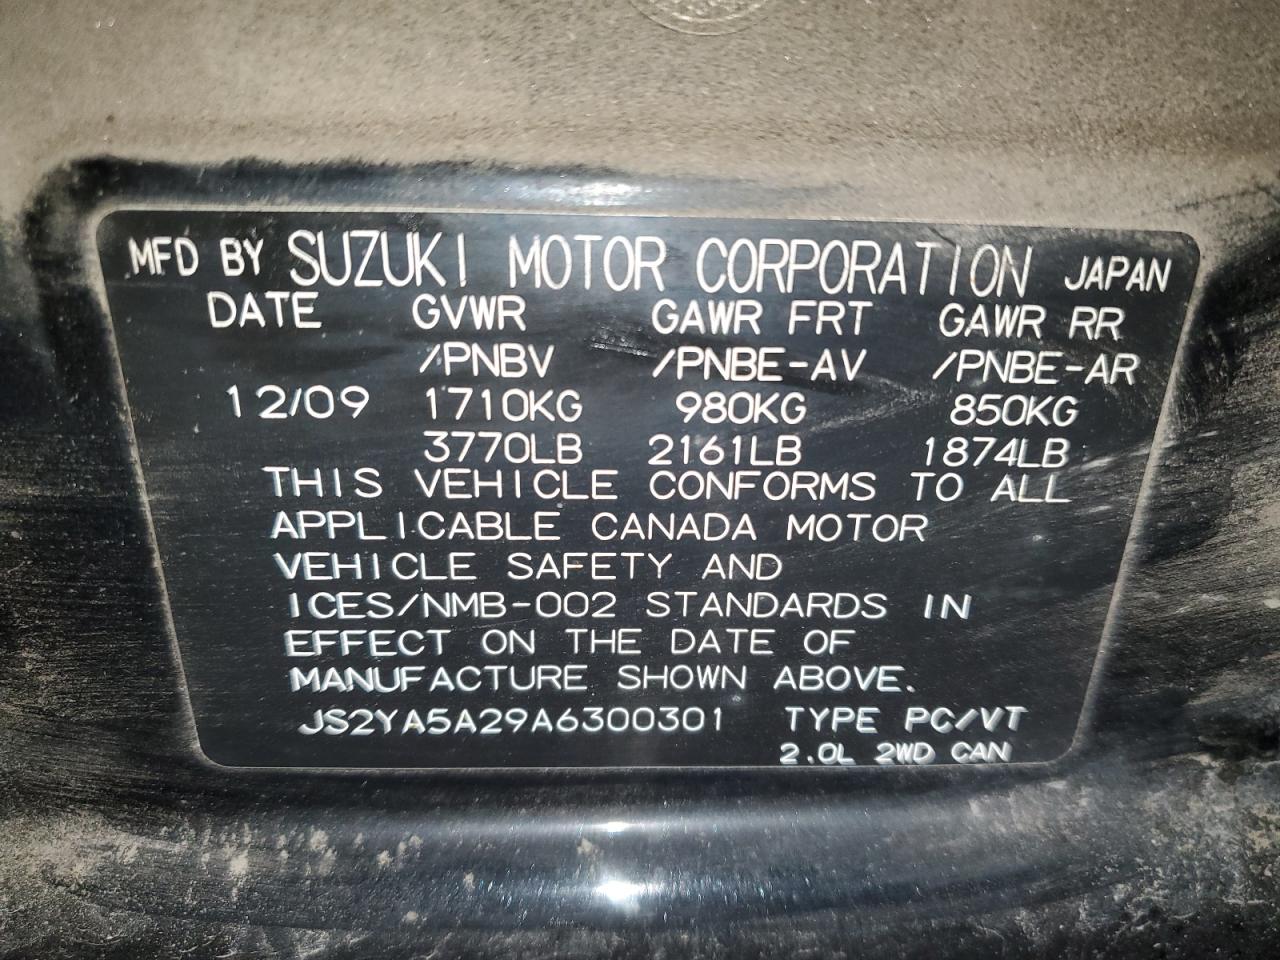 MFD BY SUZUKI MOTOR CORPORATION JAPAN
DATE GVWR GAWR FRT GAWR RR
/PNBV /PNBE-AV /PNBE-AR
12/09 1710KG 980KG 850KG
3770LB 2161LB 1874LB
THIS VEHICLE CONFORMS TO ALL
APPLICABLE CANADA MOTOR
VEHICLE SAFETY AND
ICES/NMB-002 STANDARDS IN
EFFECT ON THE DATE OF
MANUFACTURE SHOWN ABOVE.
JS2YA5A29A6300301 TYPE PC/VT
2.0L 2WD CAN